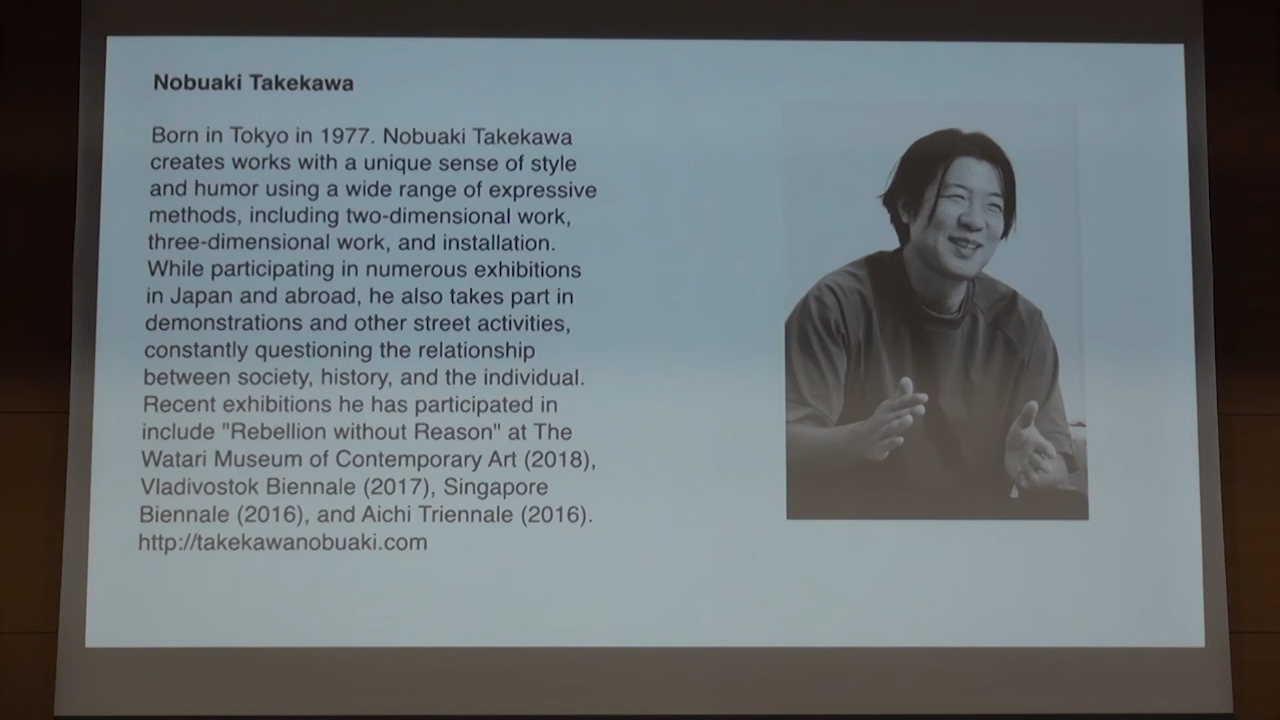 Nobuaki Takekawa
Born in Tokyo in 1977. Nobuaki Takekawa
creates works with a unique sense of style
and humor using a wide range of expressive
methods, including two-dimensional work,
three-dimensional work, and installation.
While participating in numerous exhibitions
in Japan and abroad, he also takes part in
demonstrations and other street activities,
constantly questioning the relationship
between society, history, and the individual.
Recent exhibitions he has participated in
include "Rebellion without Reason" at The
Watari Museum of Contemporary Art (2018),
Vladivostok Biennale (2017), Singapore
Biennale (2016), and Aichi Triennale (2016).
http://takekawanobuaki.com